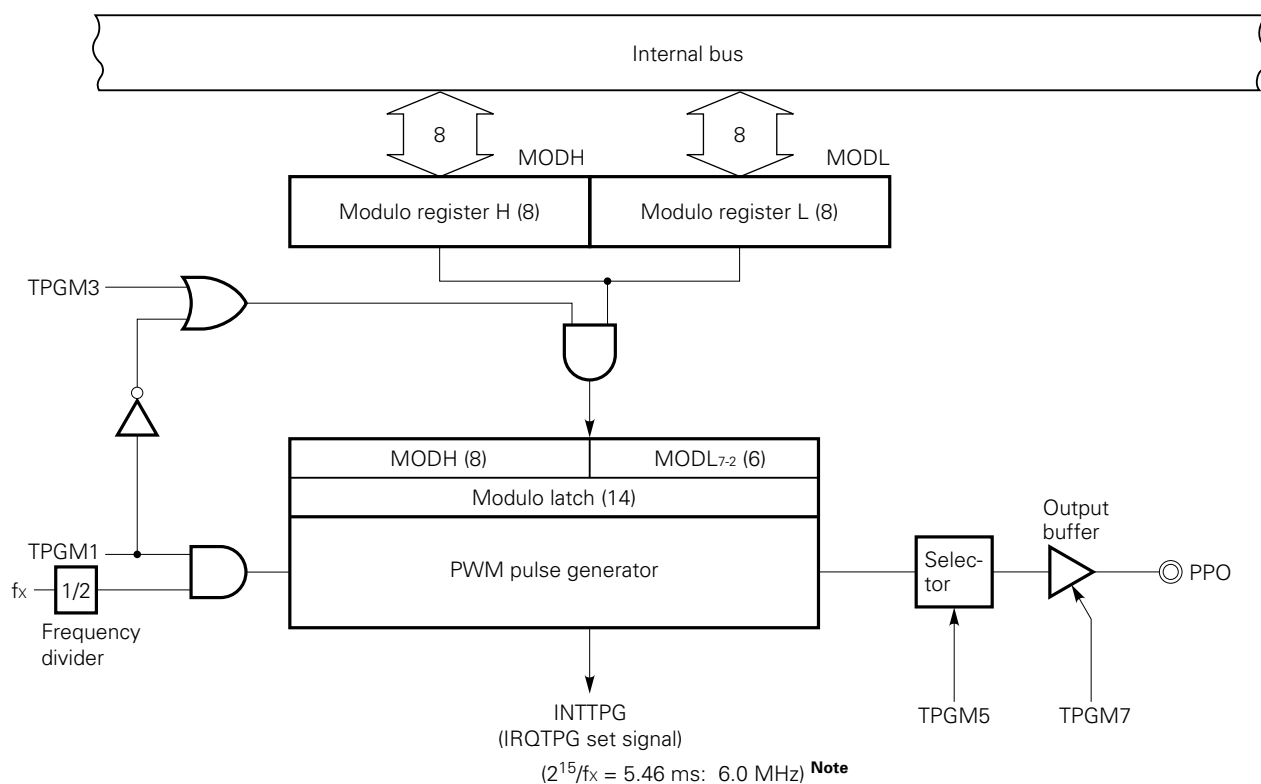 Internal bus
8
8
MODH
MODL
Modulo register H (8)
Modulo register L (8)
TPGM3
MODH (8)
MODL7-2 (6)
Modulo latch (14)
TPGM1
fx
1/2
Frequency
divider
PWM pulse generator
Selec-
tor
Output
buffer
PPO
INTTPG
(IRQTPG set signal)
(2^15/fx = 5.46 ms: 6.0 MHz) Note
TPGM5
TPGM7